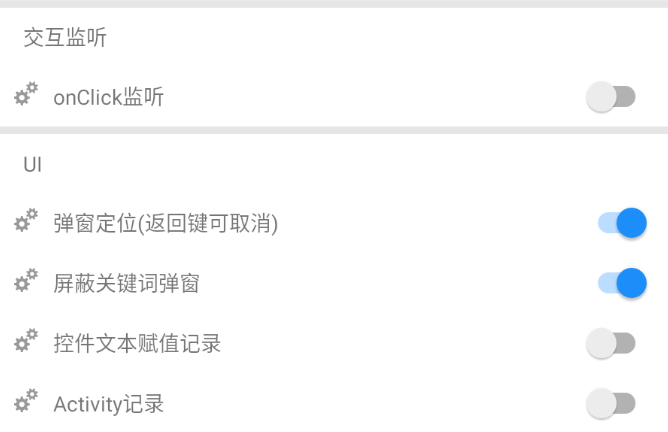 交互监听
onClick监听
UI
弹窗定位(返回键可取消)
屏蔽关键词弹窗
控件文本赋值记录
Activity记录